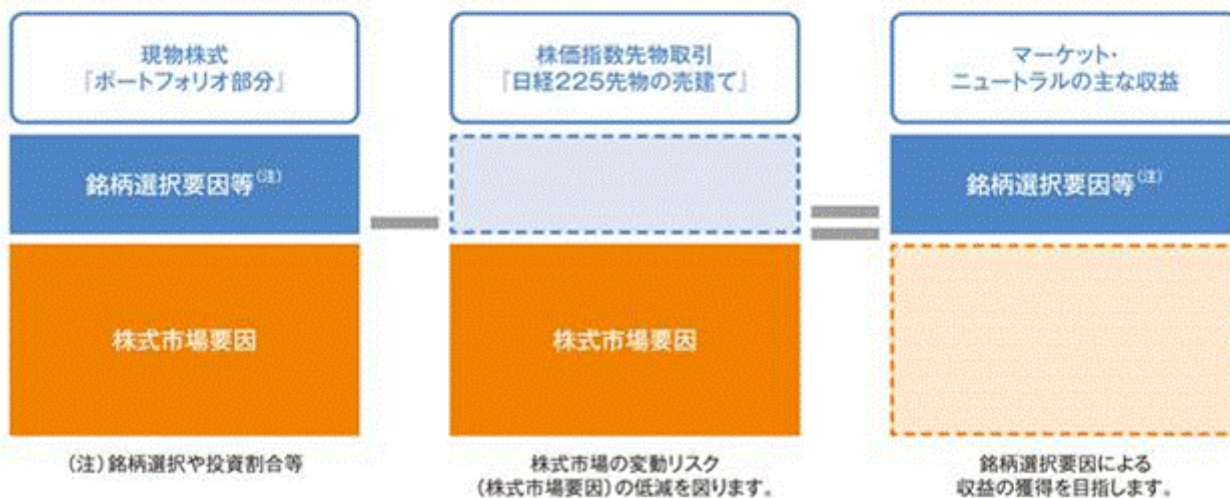 現物株式
『ポートフォリオ部分』
株価指数先物取引
『日経225先物の売建て』
マーケット・
ニュートラルの主な収益
銘柄選択要因等(注)
銘柄選択要因等(注)
株式市場要因
株式市場要因
(注)銘柄選択や投資割合等
株式市場の変動リスク
(株式市場要因)の低減を図ります。
銘柄選択要因による
収益の獲得を目指します。